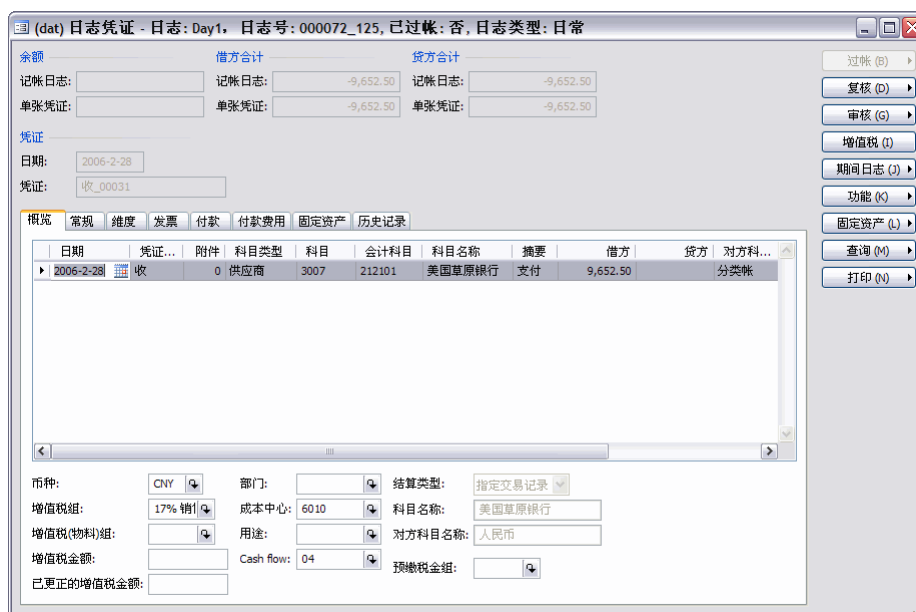 (dat) 日志凭证 - 日志: Day1, 日志号: 000072_125, 已过帐: 否, 日志类型: 日常
余额 借方合计 贷方合计
记帐日志: 记帐日志: -9,652.50 记帐日志: -9,652.50
单张凭证: 单张凭证: -9,652.50 单张凭证: -9,652.50
凭证
日期: 2006-2-28
凭证: 收_00031
过帐 (B)
复核 (D)
审核 (G)
增值税 (I)
期间日志 (J)
功能 (K)
固定资产 (L)
查询 (M)
打印 (N)
概览 常规 维度 发票 付款 付款费用 固定资产 历史记录
日期 凭证... 附件 科目类型 科目 会计科目 科目名称 摘要 借方 贷方 对方科...
2006-2-28 收 0 供应商 3007 212101 美国草原银行 支付 9,652.50 分类帐
币种: CNY 部门: 结算类型: 指定交易记录
增值税组: 17% 成本中心: 6010 科目名称: 美国草原银行
增值税(物料)组: 用途: 对方科目名称: 人民币
增值税金额: Cash flow: 04 预缴税金组:
已更正的增值税金额: